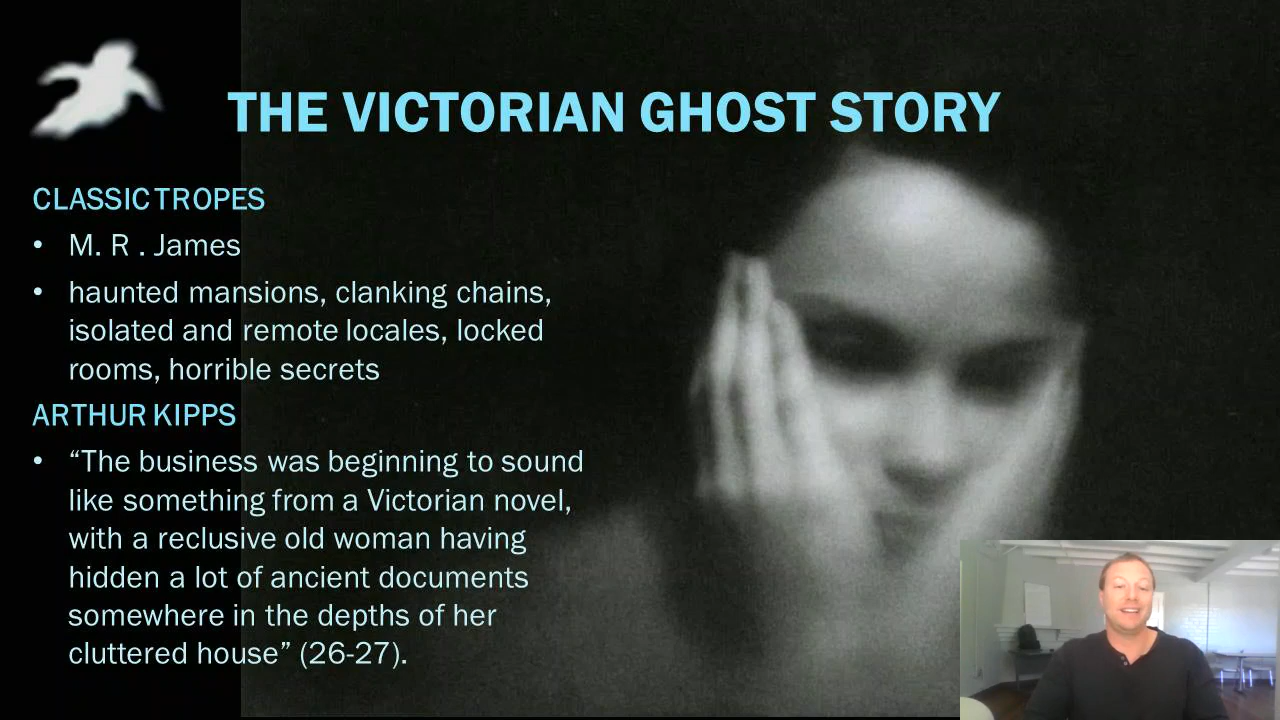 THE VICTORIAN GHOST STORY
CLASSIC TROPES
• M. R . James
• haunted mansions, clanking chains,
isolated and remote locales, locked
rooms, horrible secrets
ARTHUR KIPPS
• “The business was beginning to sound
like something from a Victorian novel,
with a reclusive old woman having
hidden a lot of ancient documents
somewhere in the depths of her
cluttered house” (26-27).